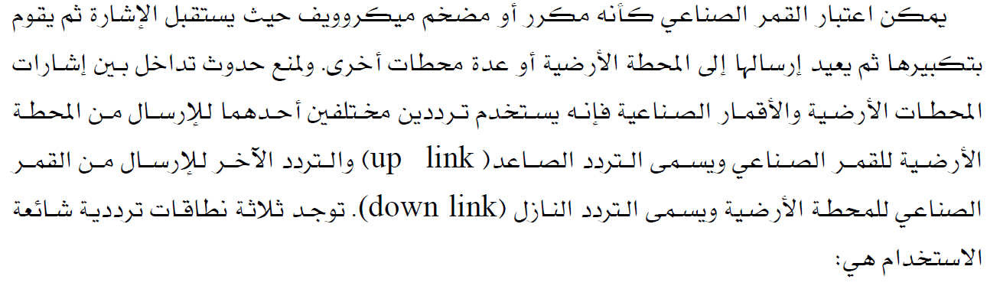 يمكن اعتبار القمر الصناعي كأنه مكرر أو مضخم ميكروويف حيث يستقبل الإشارة ثم يقوم
بتكبيرها ثم يعيد إرسالها إلى المحطة الأرضية أو عدة محطات أخرى. ولمنع حدوث تداخل بين إشارات
المحطات الأرضية والأقمار الصناعية فإنه يستخدم ترددين مختلفين أحدهما للإرسال من المحطة
الأرضية للقمر الصناعي ويسمى التردد الصاعد( up link) والتردد الآخر للإرسال من القمر
الصناعي للمحطة الأرضية ويسمى التردد النازل (down link). توجد ثلاثة نطاقات ترددية شائعة
الاستخدام هي: